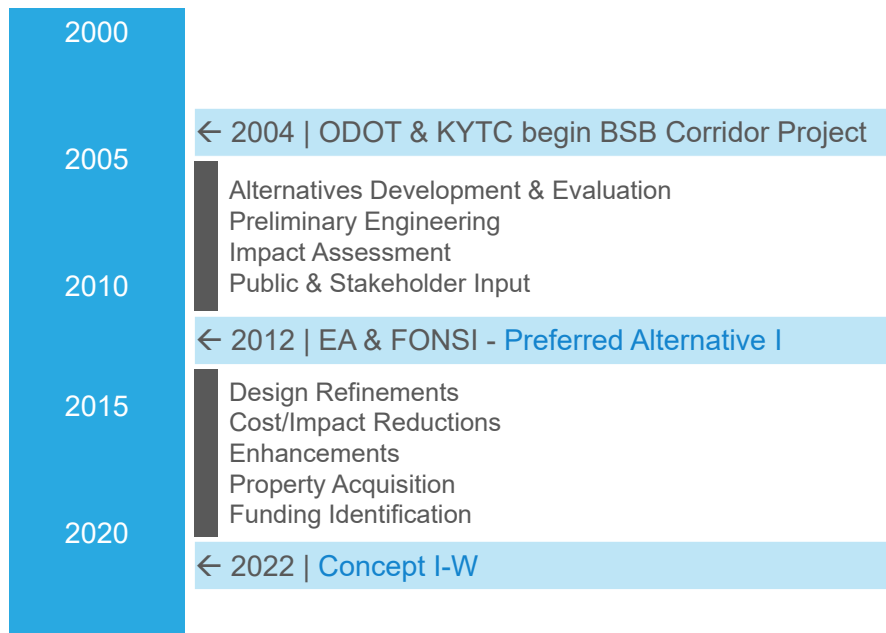 2000
← 2004 | ODOT & KYTC begin BSB Corridor Project
2005
Alternatives Development & Evaluation
Preliminary Engineering
Impact Assessment
Public & Stakeholder Input
2010
← 2012 | EA & FONSI - Preferred Alternative I
Design Refinements
2015
Cost/Impact Reductions
Enhancements
Property Acquisition
Funding Identification
2020
← 2022 | Concept I-W